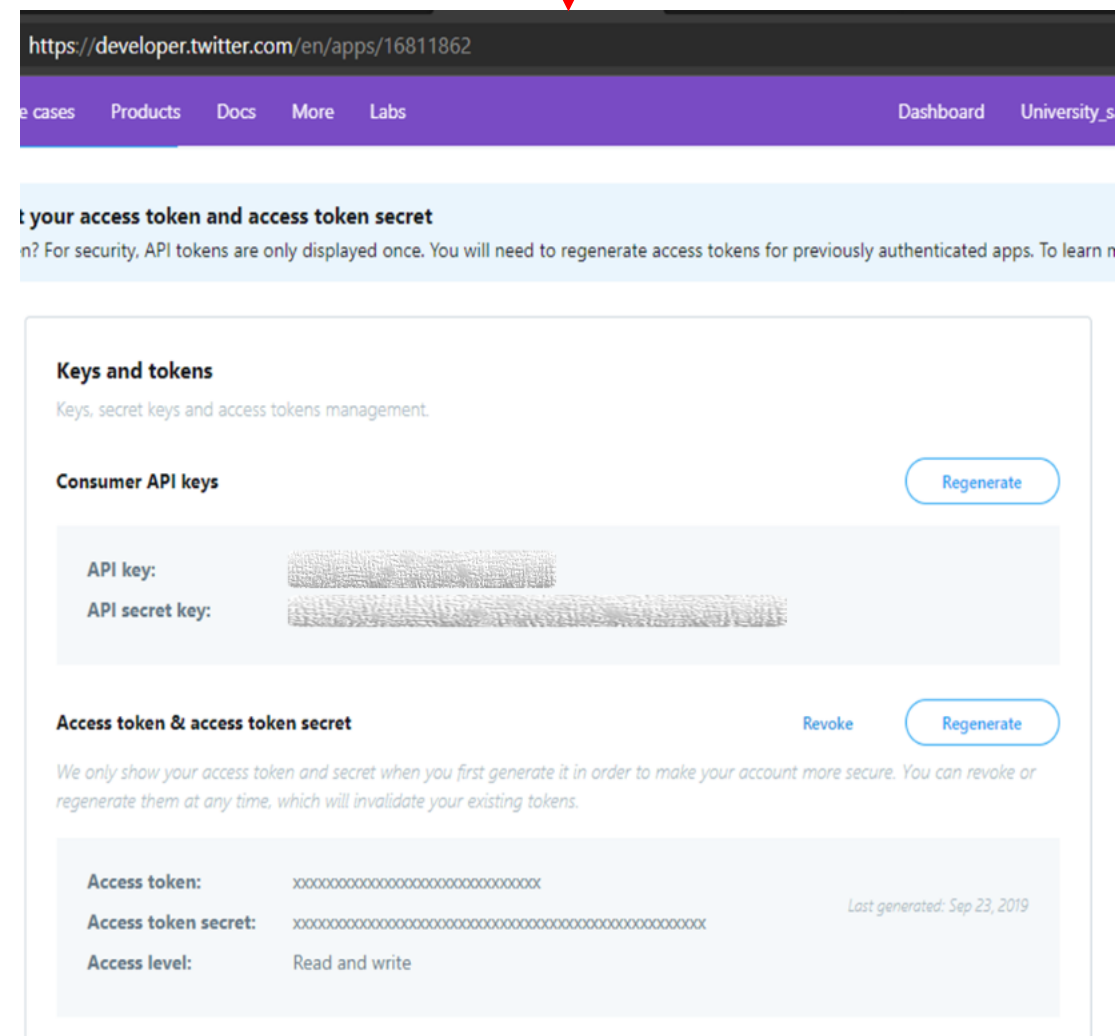 https://developer.twitter.com/en/apps/16811862
e cases Products Docs More Labs Dashboard University_s
t your access token and access token secret
n? For security, API tokens are only displayed once. You will need to regenerate access tokens for previously authenticated apps. To learn m
Keys and tokens
Keys, secret keys and access tokens management.
Consumer API keys Regenerate
API key:
API secret key:
Access token & access token secret Revoke Regenerate
We only show your access token and secret when you first generate it in order to make your account more secure. You can revoke or
regenerate them at any time, which will invalidate your existing tokens.
Access token: xxxxxxxxxxxxxxxxxxxxxxxxxxxxxx
Last generated: Sep 23, 2019
Access token secret: xxxxxxxxxxxxxxxxxxxxxxxxxxxxxxxxxxxxxxxxxxxxxxxxxx
Access level: Read and write